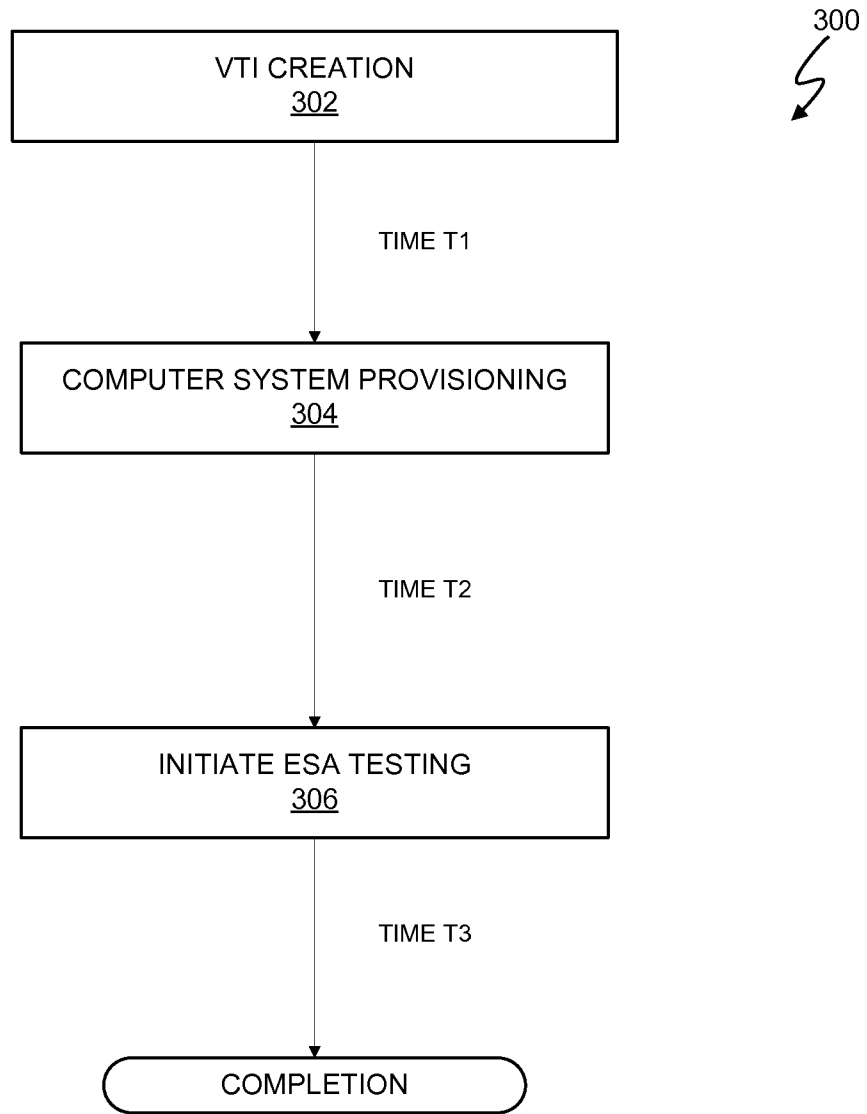 300
VTI CREATION
302
TIME T1
COMPUTER SYSTEM PROVISIONING
304
TIME T2
INITIATE ESA TESTING
306
TIME T3
COMPLETION